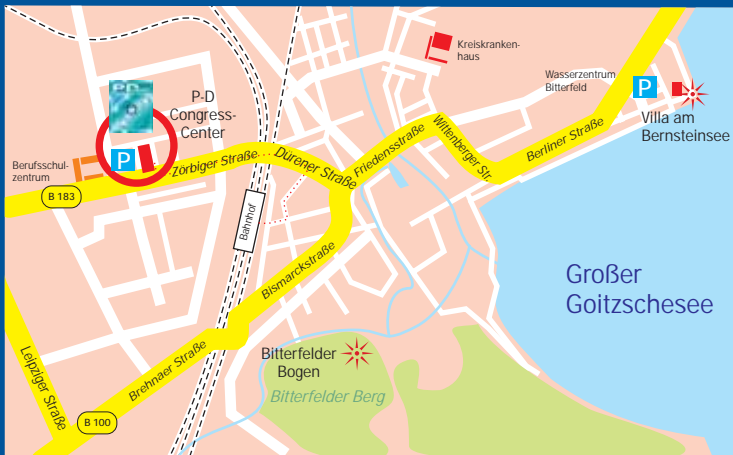 Kreiskranken-
haus
Wasserzentrum
Bitterfeld
P
Villa am
Bernsteinsee
PD
P-D
Congress-
Center
Berufsschul-
zentrum
P
Zörbiger Straße
B 183
Dürener Straße
Friedensstraße
Wittenberger Str.
Berliner Straße
Bahnhof
Bismarckstraße
Großer
Goitzschesee
Leipziger Straße
Brehnaer Straße
B 100
Bitterfelder
Bogen
Bitterfelder Berg